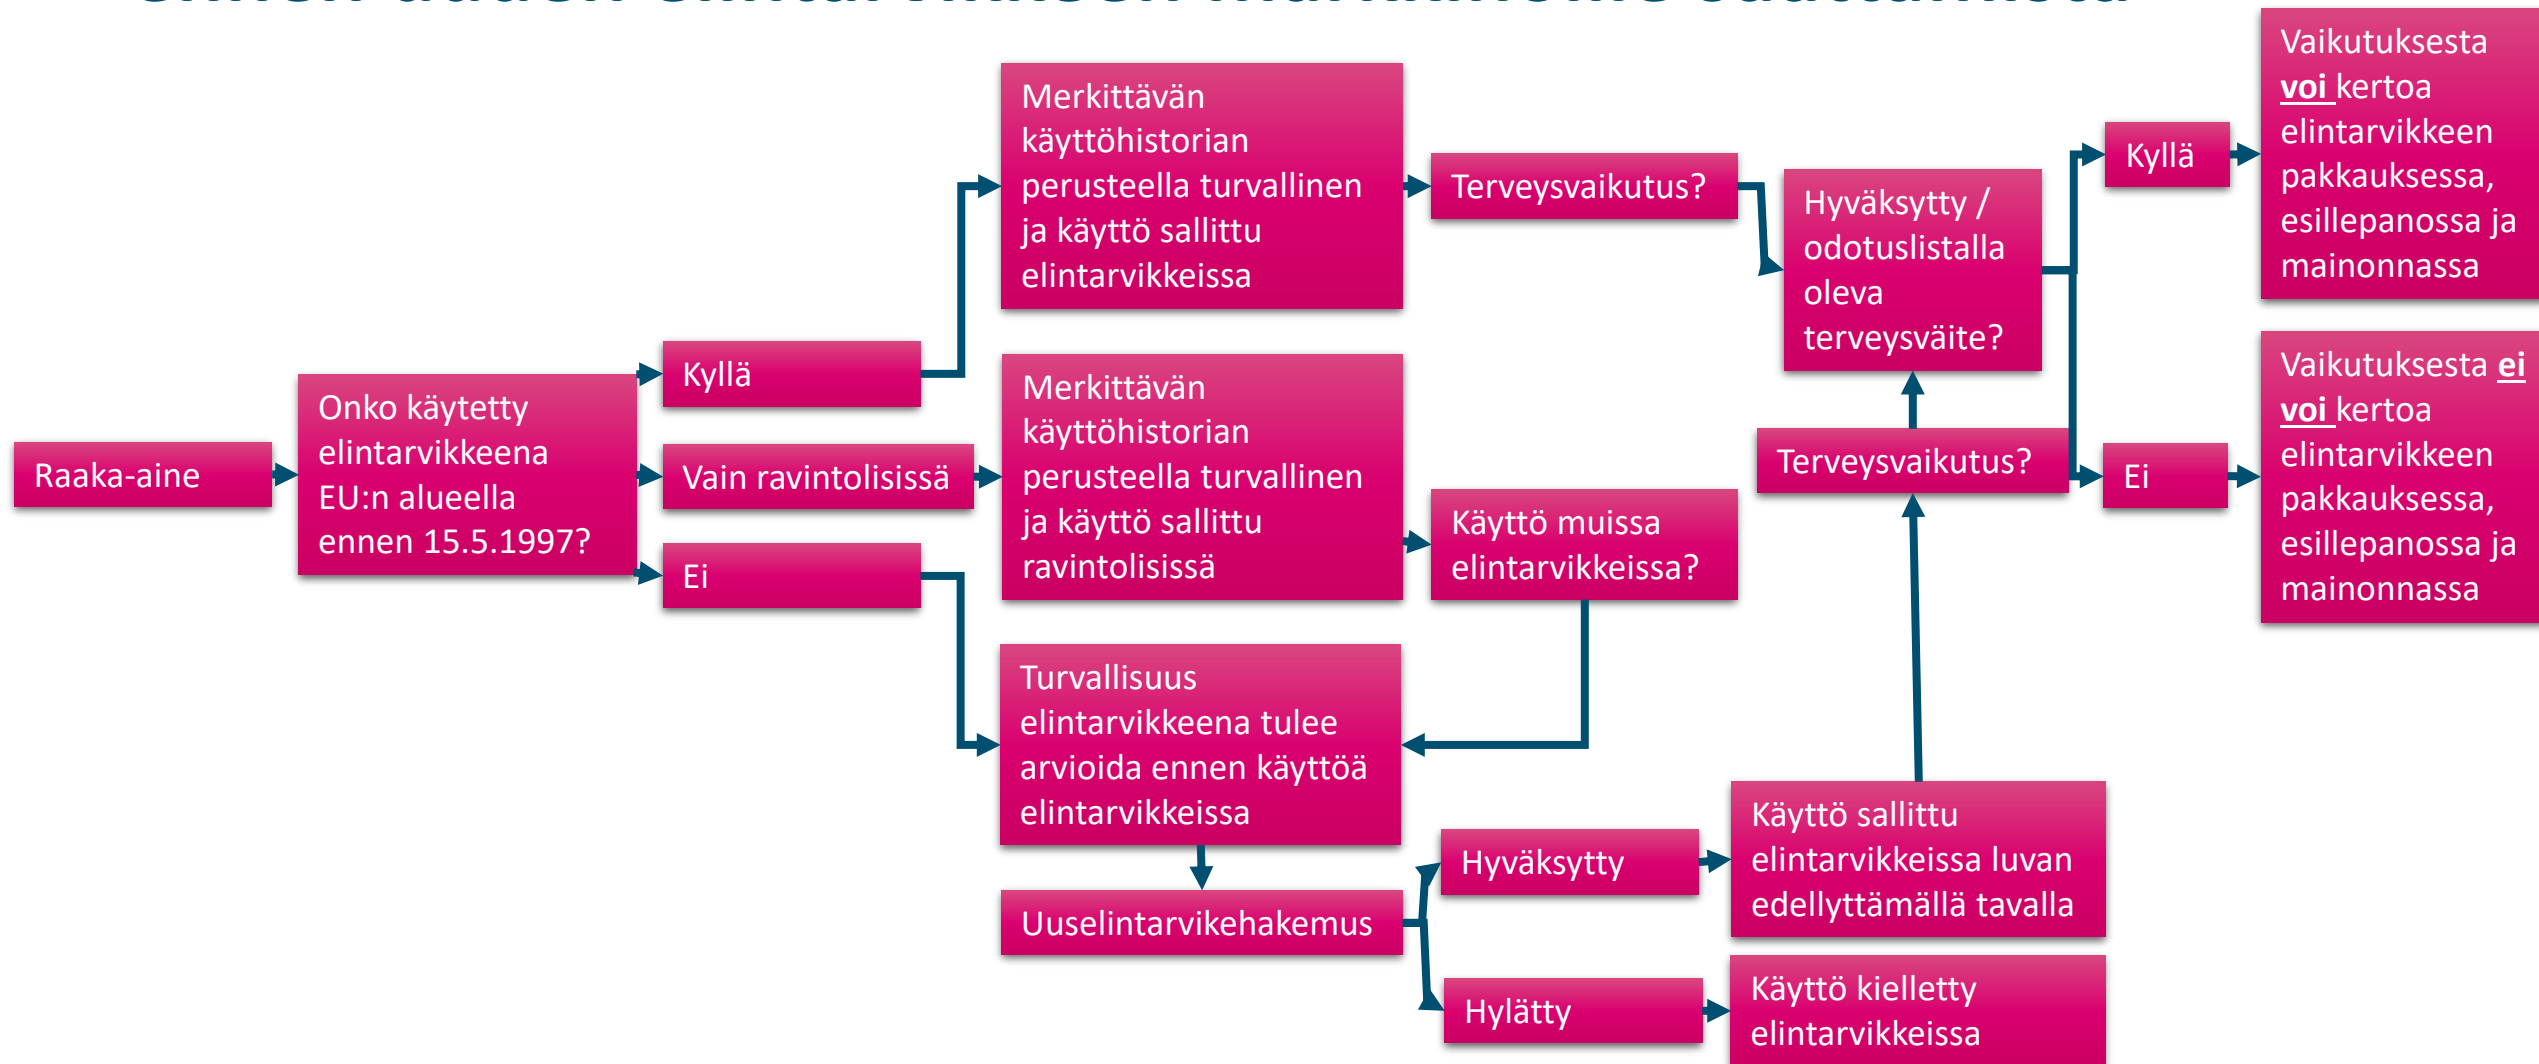 Raaka-aine
Onko käytetty
elintarvikkeena
EU:n alueella
ennen 15.5.1997?
Kyllä
Vain ravintolisissä
Ei
Merkittävän
käyttöhistorian
perusteella turvallinen
ja käyttö sallittu
elintarvikkeissa
Merkittävän
käyttöhistorian
perusteella turvallinen
ja käyttö sallittu
ravintolisissä
Turvallisuus
elintarvikkeena tulee
arvioida ennen käyttöä
elintarvikkeissa
Uuselintarvikehakemus
Terveysvaikutus?
Käyttö muissa
elintarvikkeissa?
Hyväksytty
Hylätty
Hyväksytty /
odotuslistalla
oleva
terveysväite?
Terveysvaikutus?
Käyttö sallittu
elintarvikkeissa luvan
edellyttämällä tavalla
Käyttö kielletty
elintarvikkeissa
Kyllä
Ei
Vaikutuksesta
voi kertoa
elintarvikkeen
pakkauksessa,
esillepanossa ja
mainonnassa
Vaikutuksesta ei
voi kertoa
elintarvikkeen
pakkauksessa,
esillepanossa ja
mainonnassa